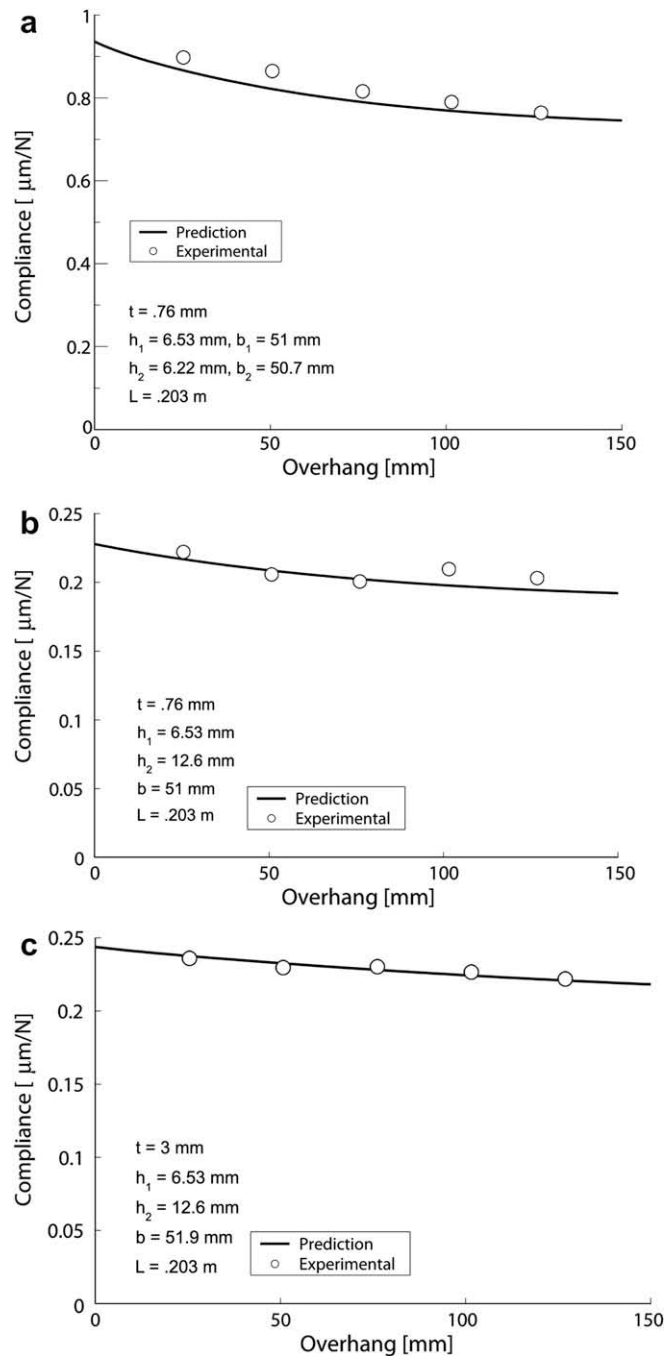 a
1
0.8
0.6
0.4
0.2
0
Compliance [ μm/N]
Prediction
Experimental
t = .76 mm
h₁ = 6.53 mm, b₁ = 51 mm
h₂ = 6.22 mm, b₂ = 50.7 mm
L = .203 m
0 50 100 150
Overhang [mm]
b
0.25
0.2
0.15
0.1
0.05
0
Compliance [ μm/N]
t = .76 mm
h₁ = 6.53 mm
h₂ = 12.6 mm
b = 51 mm
L = .203 m
Prediction
Experimental
0 50 100 150
Overhang [mm]
c
0.25
0.2
0.15
0.1
0.05
0
Compliance [ μm/N]
t = 3 mm
h₁ = 6.53 mm
h₂ = 12.6 mm
b = 51.9 mm
L = .203 m
Prediction
Experimental
0 50 100 150
Overhang [mm]